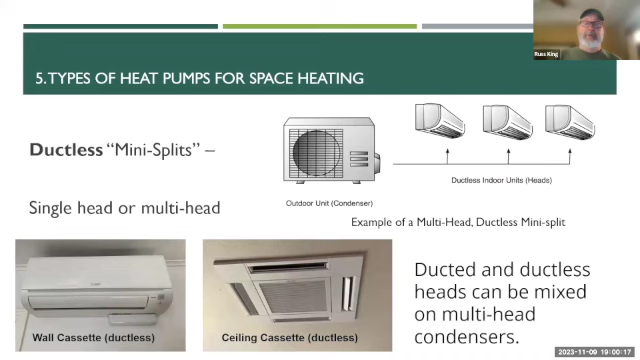 Russ King
5. TYPES OF HEAT PUMPS FOR SPACE HEATING
Ductless “Mini-Splits” –
Single head or multi-head
Outdoor Unit (Condenser)
Ductless Indoor Units (Heads)
Example of a Multi-Head, Ductless Mini-split
Wall Cassette (ductless)
Ceiling Cassette (ductless)
Ducted and ductless
heads can be mixed
on multi-head
condensers.
2023-11-09 19:00:17